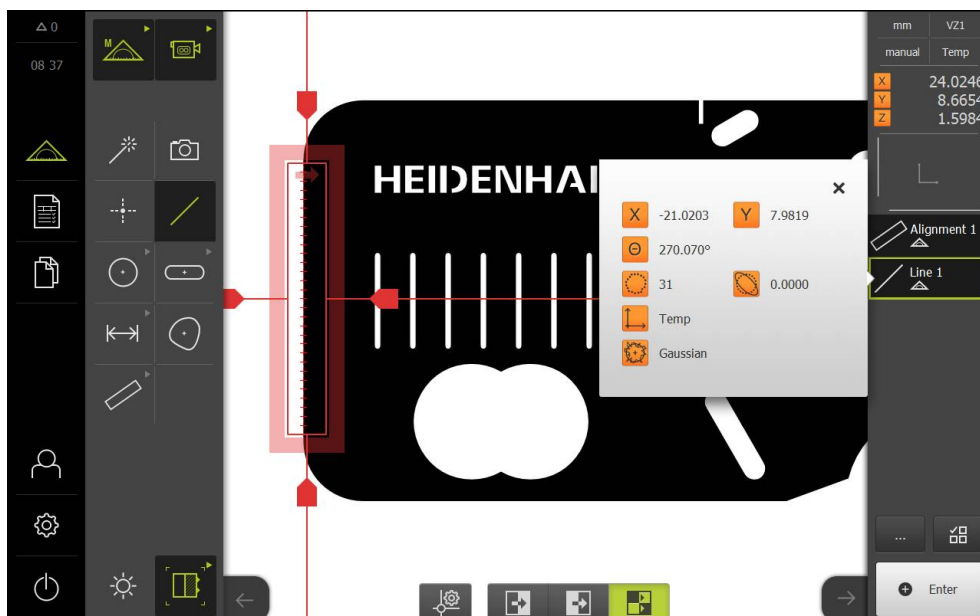 0
08 37
M
mm VZ1
manual Temp
X 24.0246
Y 8.6654
Z 1.5984
HEIDENHAI
X -21.0203 Y 7.9819
Θ 270.070°
31 0.0000
Temp
Gaussian
Alignment 1
Line 1
...
Enter